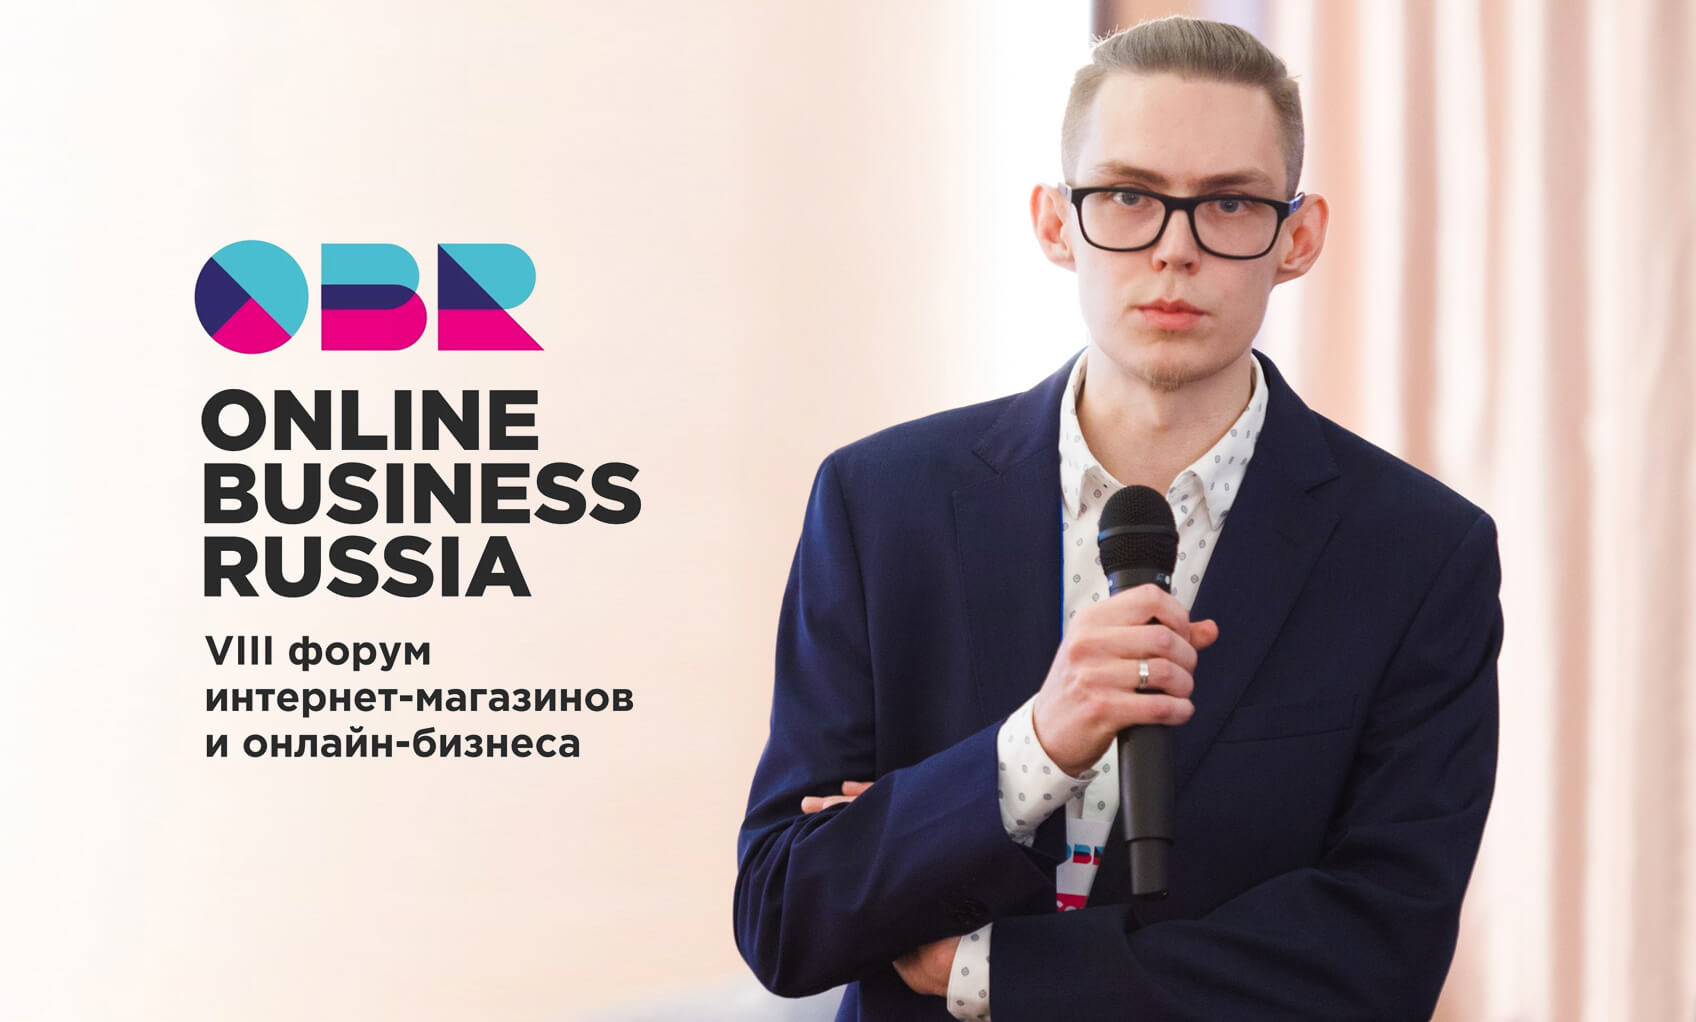 OBR
ONLINE
BUSINESS
RUSSIA
VIII форум
интернет-магазинов
и онлайн-бизнеса